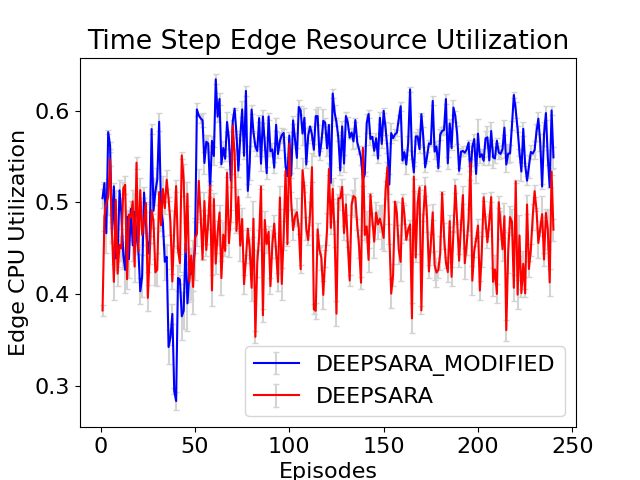 Time Step Edge Resource Utilization
Edge CPU Utilization
0.6
0.5
0.4
0.3
DEEPSARA_MODIFIED
DEEPSARA
0 50 100 150 200 250
Episodes